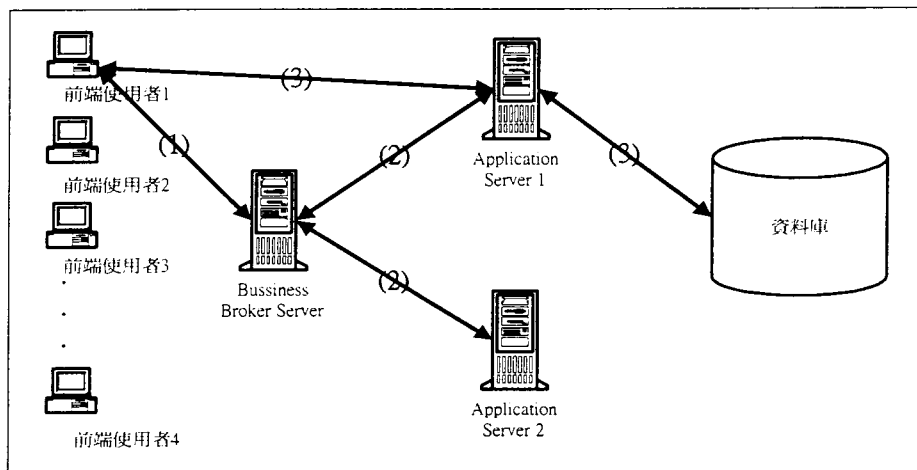 前端使用者1
前端使用者2
前端使用者3
.
.
.
前端使用者4
(1)
(3)
(2)
(2)
(3)
Bussiness
Broker Server
Application
Server 1
Application
Server 2
資料庫